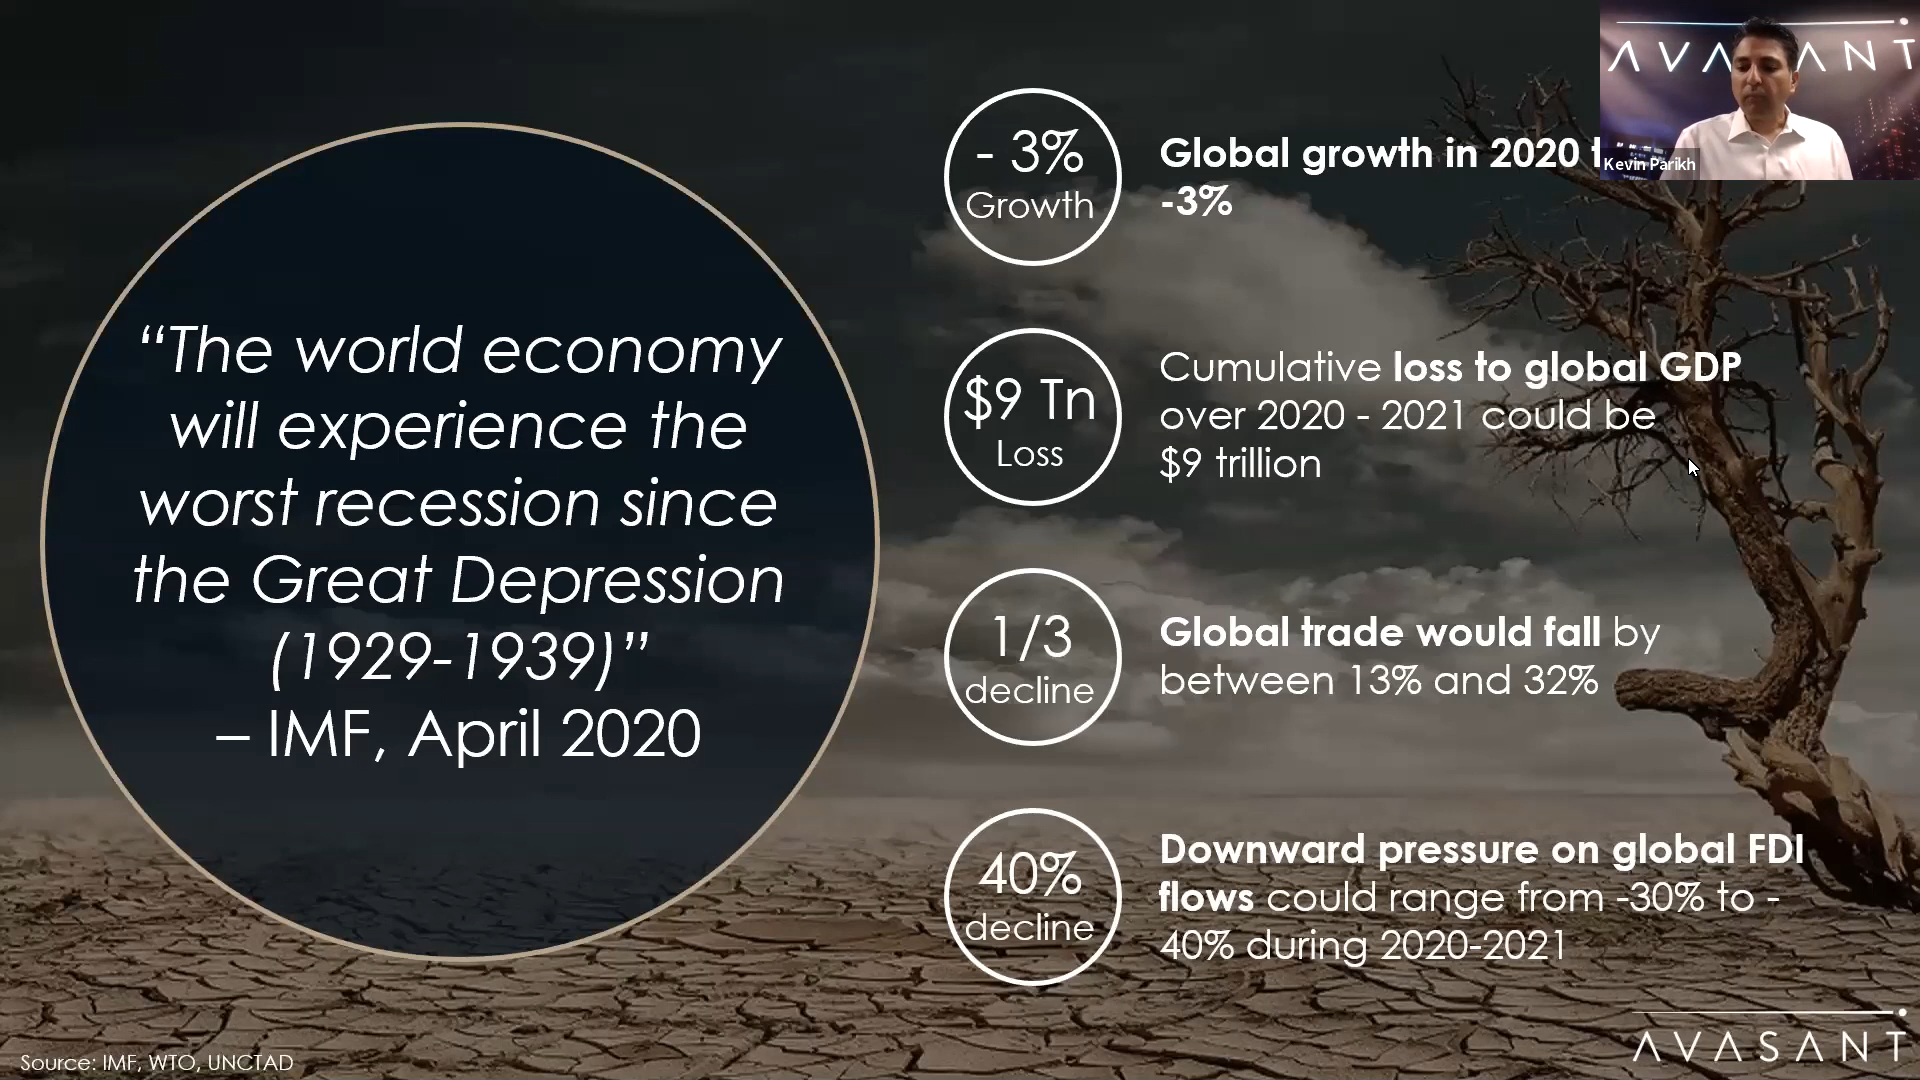 “The world economy
will experience the
worst recession since
the Great Depression
(1929-1939)”
– IMF, April 2020
- 3%
Growth
Global growth in 2020
-3%
$9 Tn
Loss
Cumulative loss to global GDP
over 2020 - 2021 could be
$9 trillion
1/3
decline
Global trade would fall by
between 13% and 32%
40%
decline
Downward pressure on global FDI
flows could range from -30% to -
40% during 2020-2021
AVASANT
Kevin Parikh
Source: IMF, WTO, UNCTAD
AVASANT